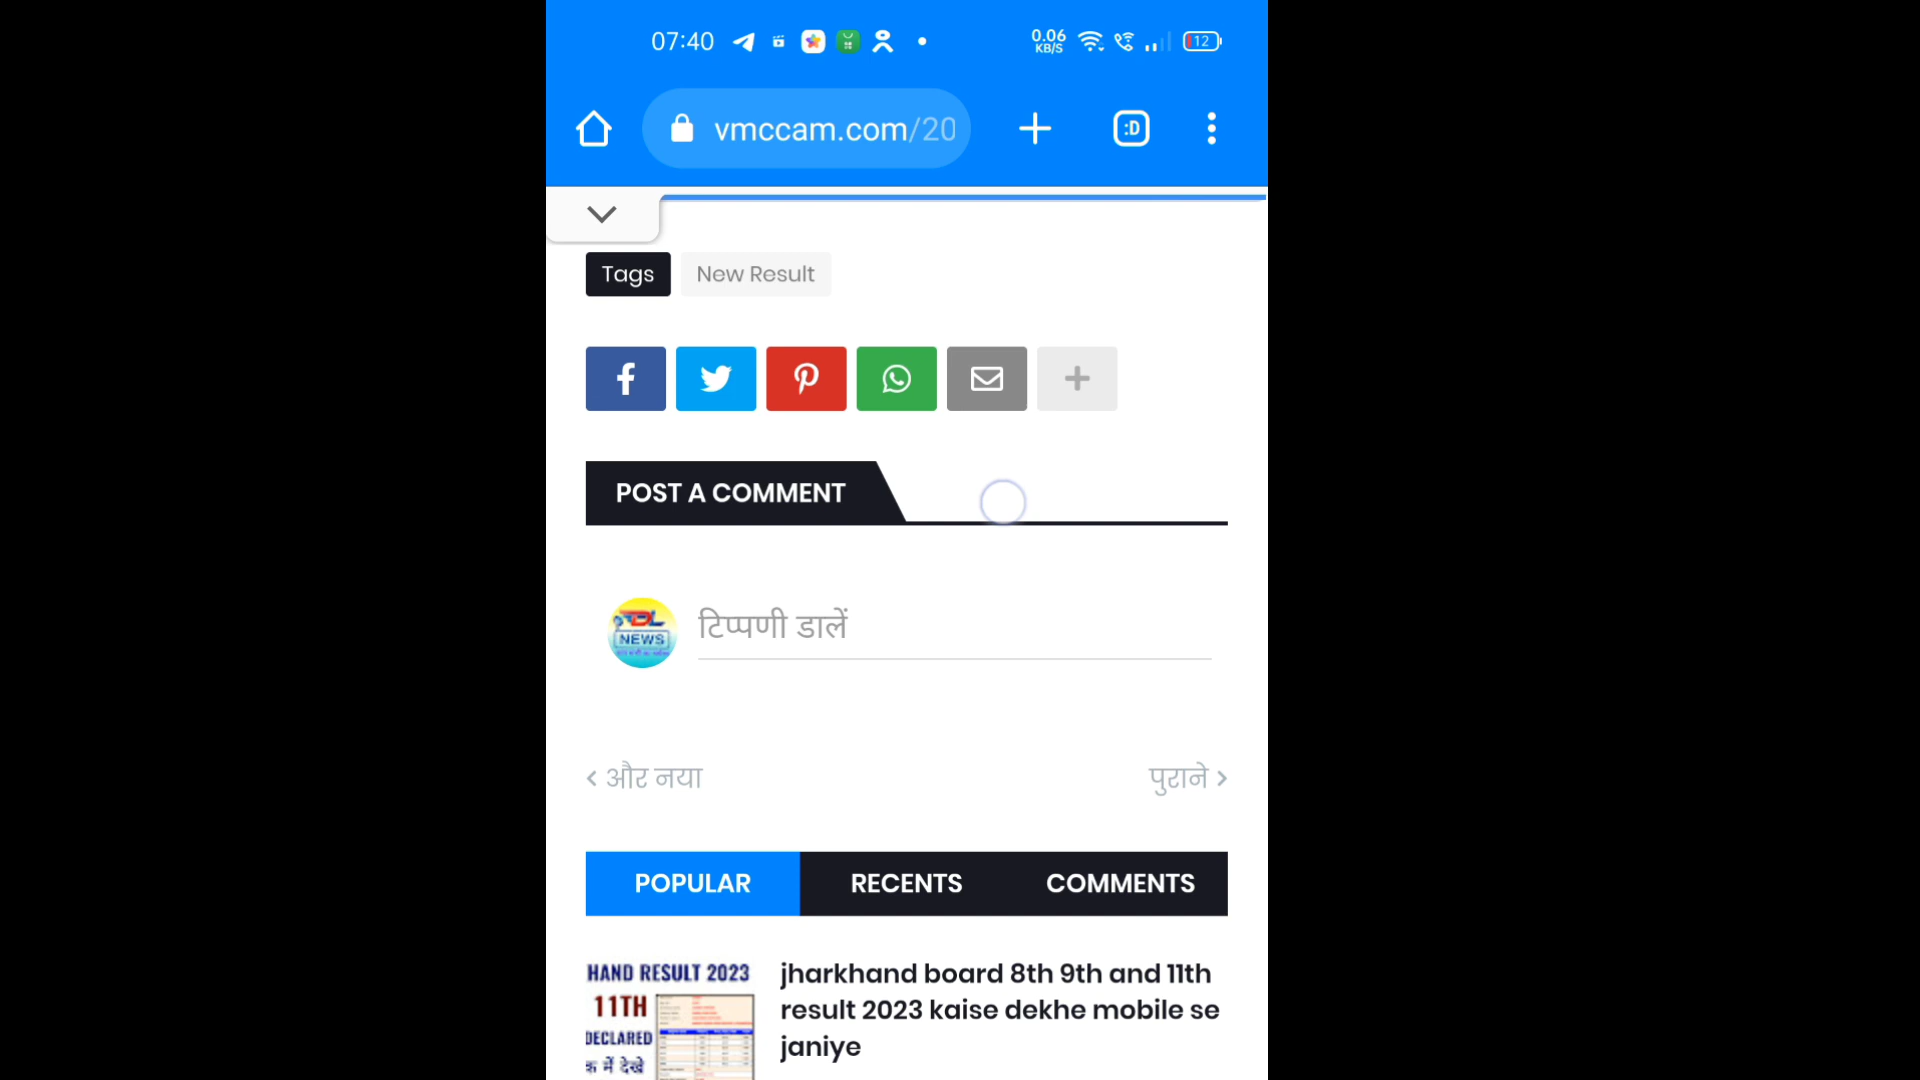 07:40
0.06
KB/S
12
vmccam.com/20
:D
Tags
New Result
POST A COMMENT
NEWS
टिप्पणी डालें
< और नया
पुराने >
POPULAR
RECENTS
COMMENTS
HAND RESULT 2023
11TH
DECLARED
क में देखे
jharkhand board 8th 9th and 11th
result 2023 kaise dekhe mobile se
janiye